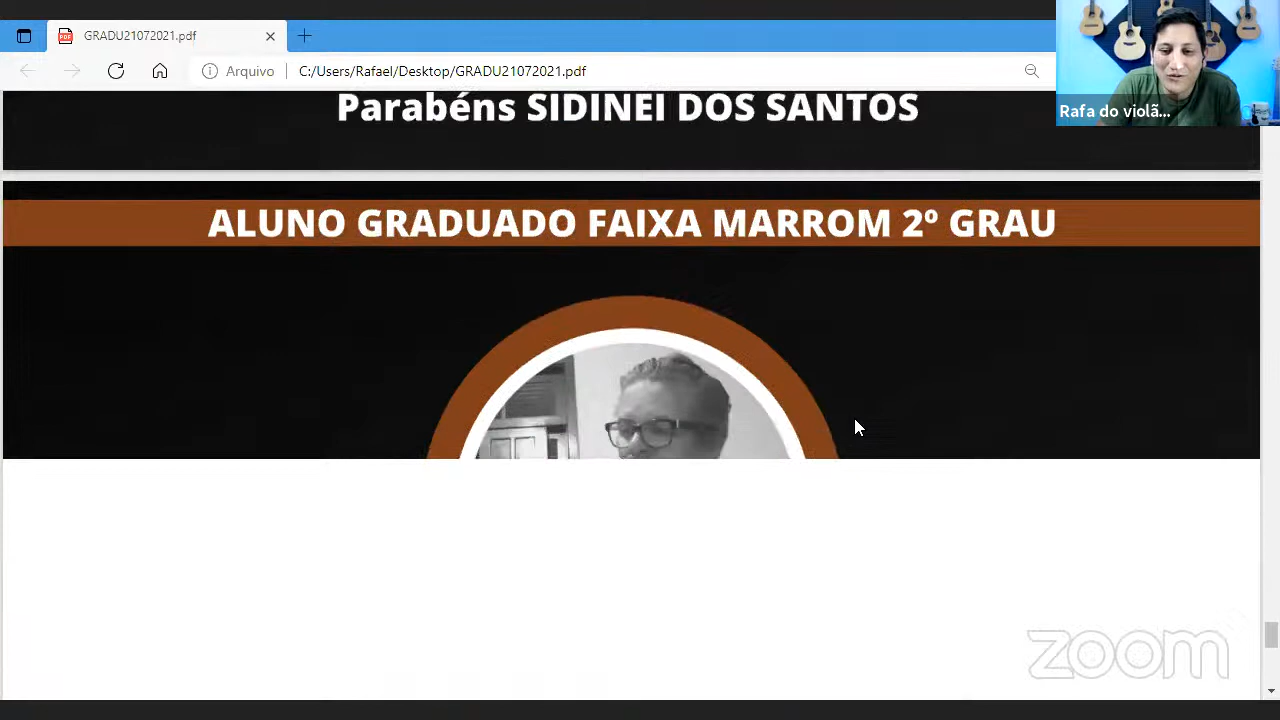 GRADU21072021.pdf
Arquivo
C:/Users/Rafael/Desktop/GRADU21072021.pdf
Rafa do violã...
Parabéns SIDINEI DOS SANTOS
ALUNO GRADUADO FAIXA MARROM 2º GRAU
zoom